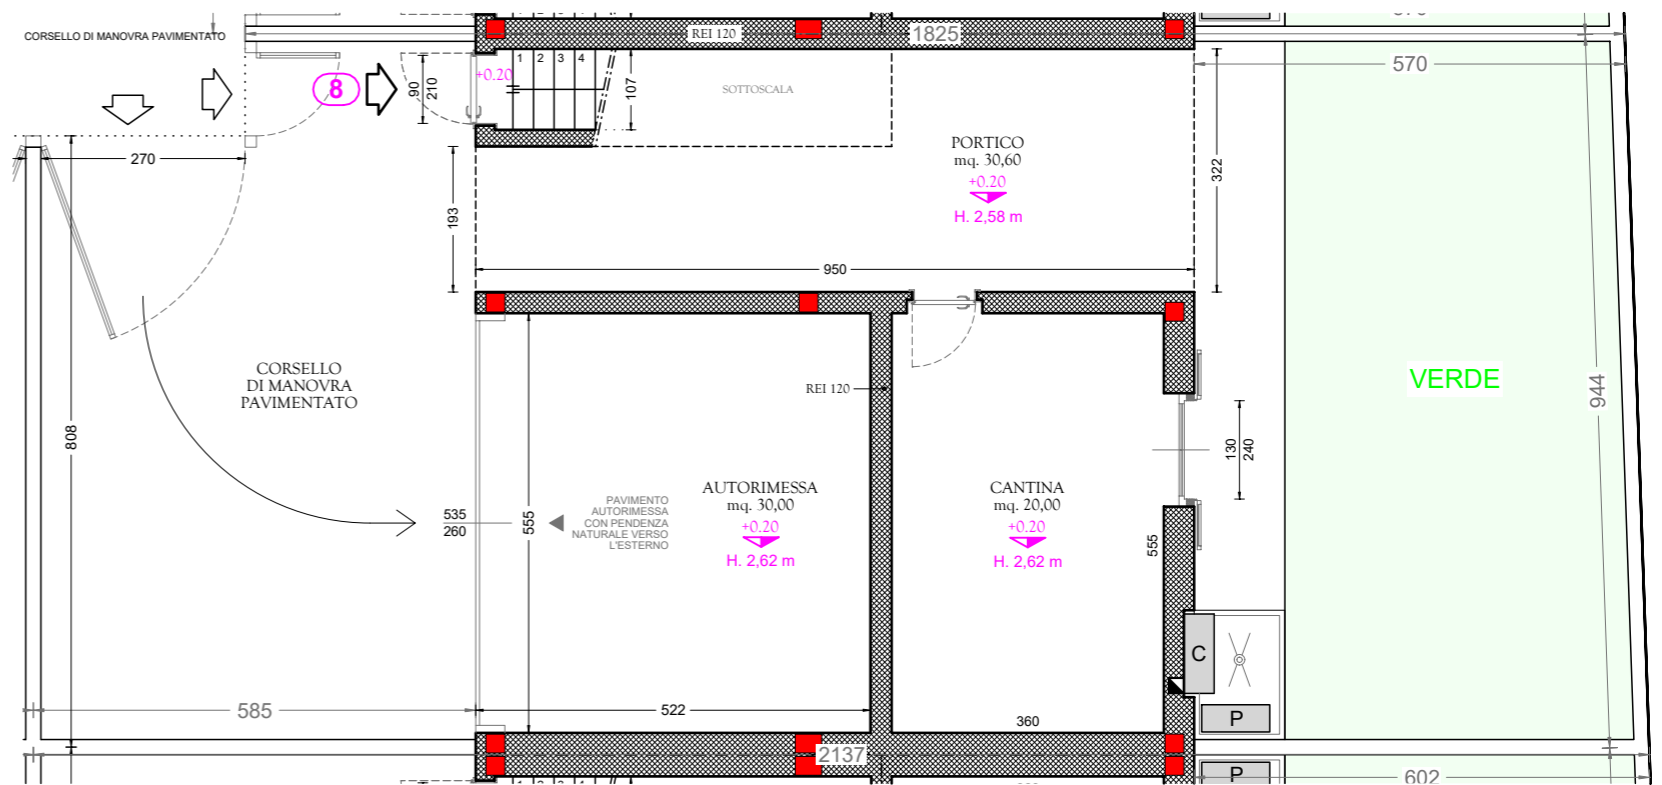 CORSELLO DI MANOVRA PAVIMENTATO
REI 120
1825
570
8
90
210
+0.20
1 2 3 4
107
SOTTOSCALA
270
PORTICO
mq. 30,60
+0.20
H. 2,58 m
322
193
950
CORSELLO
DI MANOVRA
PAVIMENTATO
808
REI 120
VERDE
944
130
240
535
260
555
PAVIMENTO
AUTORIMESSA
CON PENDENZA
NATURALE VERSO
L'ESTERNO
AUTORIMESSA
mq. 30,00
+0.20
H. 2,62 m
CANTINA
mq. 20,00
+0.20
H. 2,62 m
555
C
P
585
522
360
2137
P
602